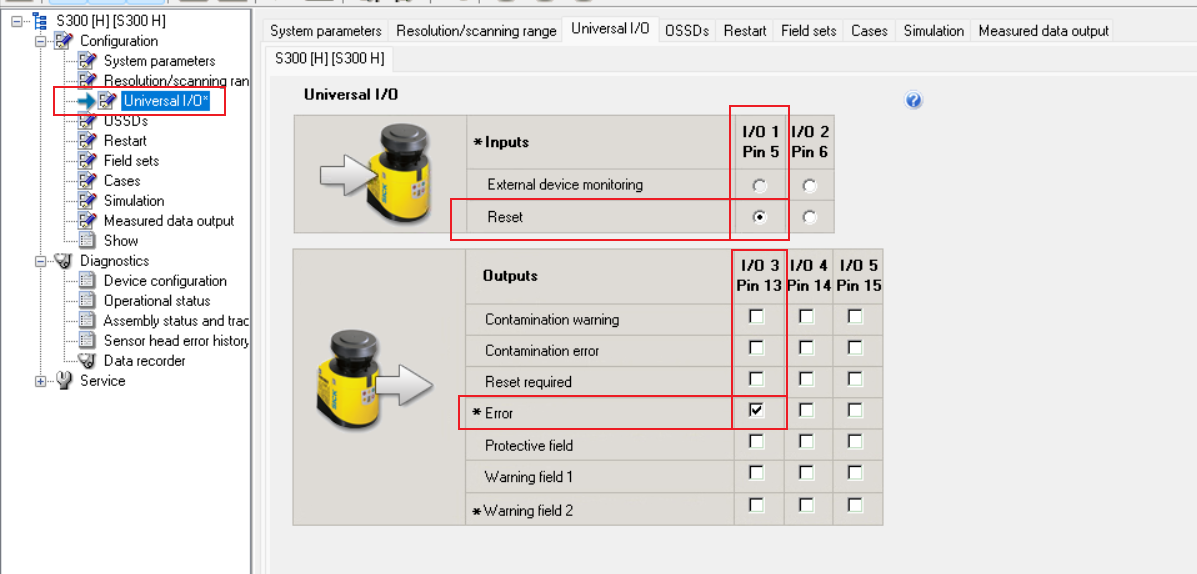 S300 [H] [S300 H]
Configuration
System parameters
Resolution/scanning ran
Universal I/O*
OSSDs
Restart
Field sets
Cases
Simulation
Measured data output
Show
Diagnostics
Device configuration
Operational status
Assembly status and trac
Sensor head error history
Data recorder
Service
System parameters Resolution/scanning range Universal I/O OSSDs Restart Field sets Cases Simulation Measured data output
S300 [H] [S300 H]
Universal I/O
* Inputs I/O 1 Pin 5 I/O 2 Pin 6
External device monitoring
Reset
Outputs I/O 3 Pin 13 I/O 4 Pin 14 I/O 5 Pin 15
Contamination warning
Contamination error
Reset required
* Error
Protective field
Warning field 1
* Warning field 2
SICK
SICK